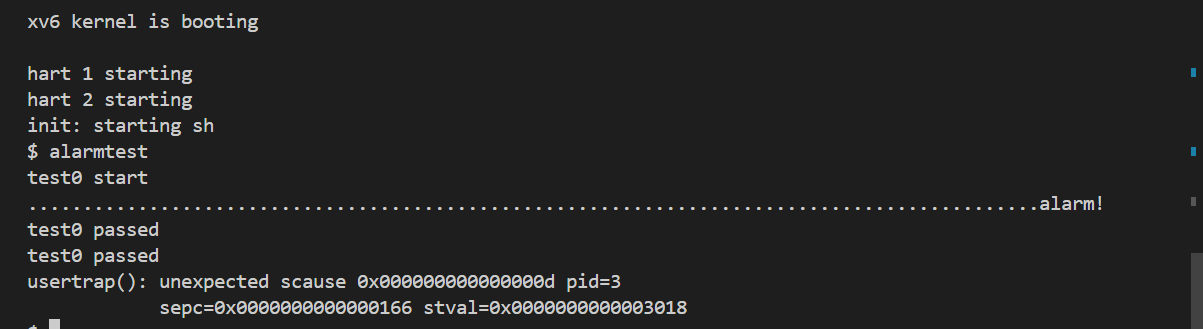 xv6 kernel is booting
hart 1 starting
hart 2 starting
init: starting sh
$ alarmtest
test0 start
............................................................................................alarm!
test0 passed
test0 passed
usertrap(): unexpected scause 0x000000000000000d pid=3
sepc=0x0000000000000166 stval=0x0000000000003018
$